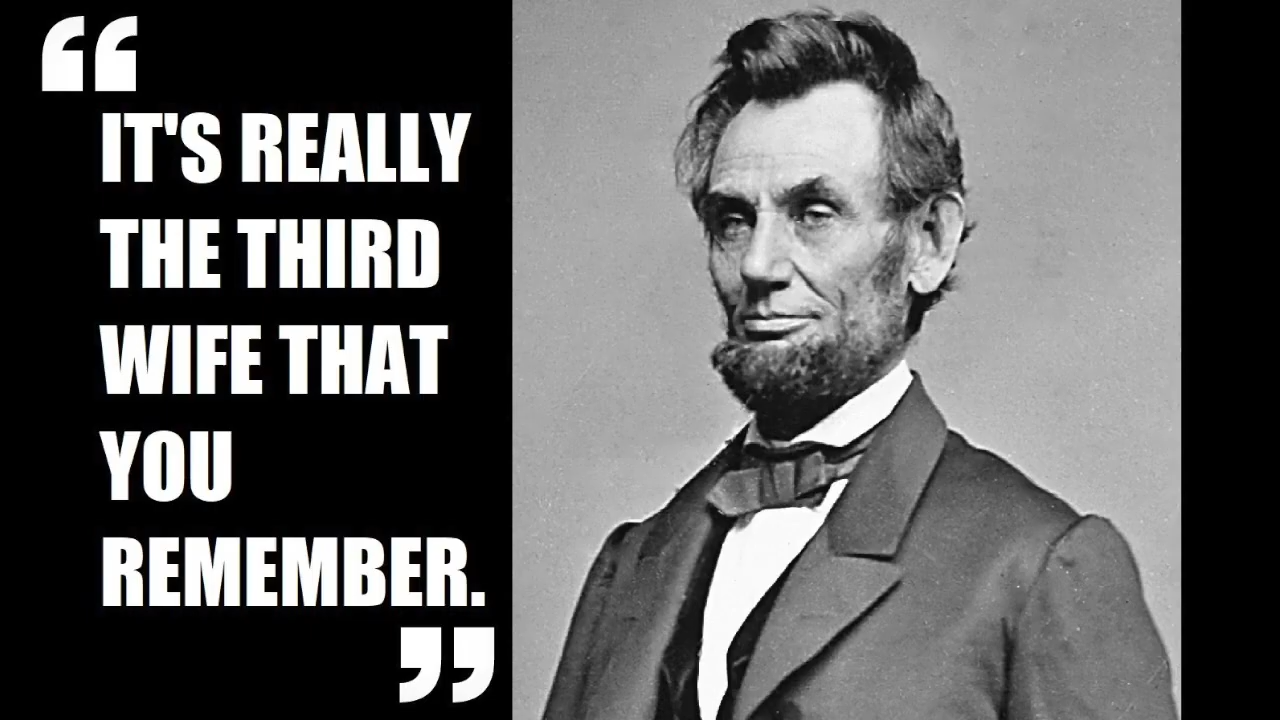 “
IT'S REALLY
THE THIRD
WIFE THAT
YOU
REMEMBER.
”